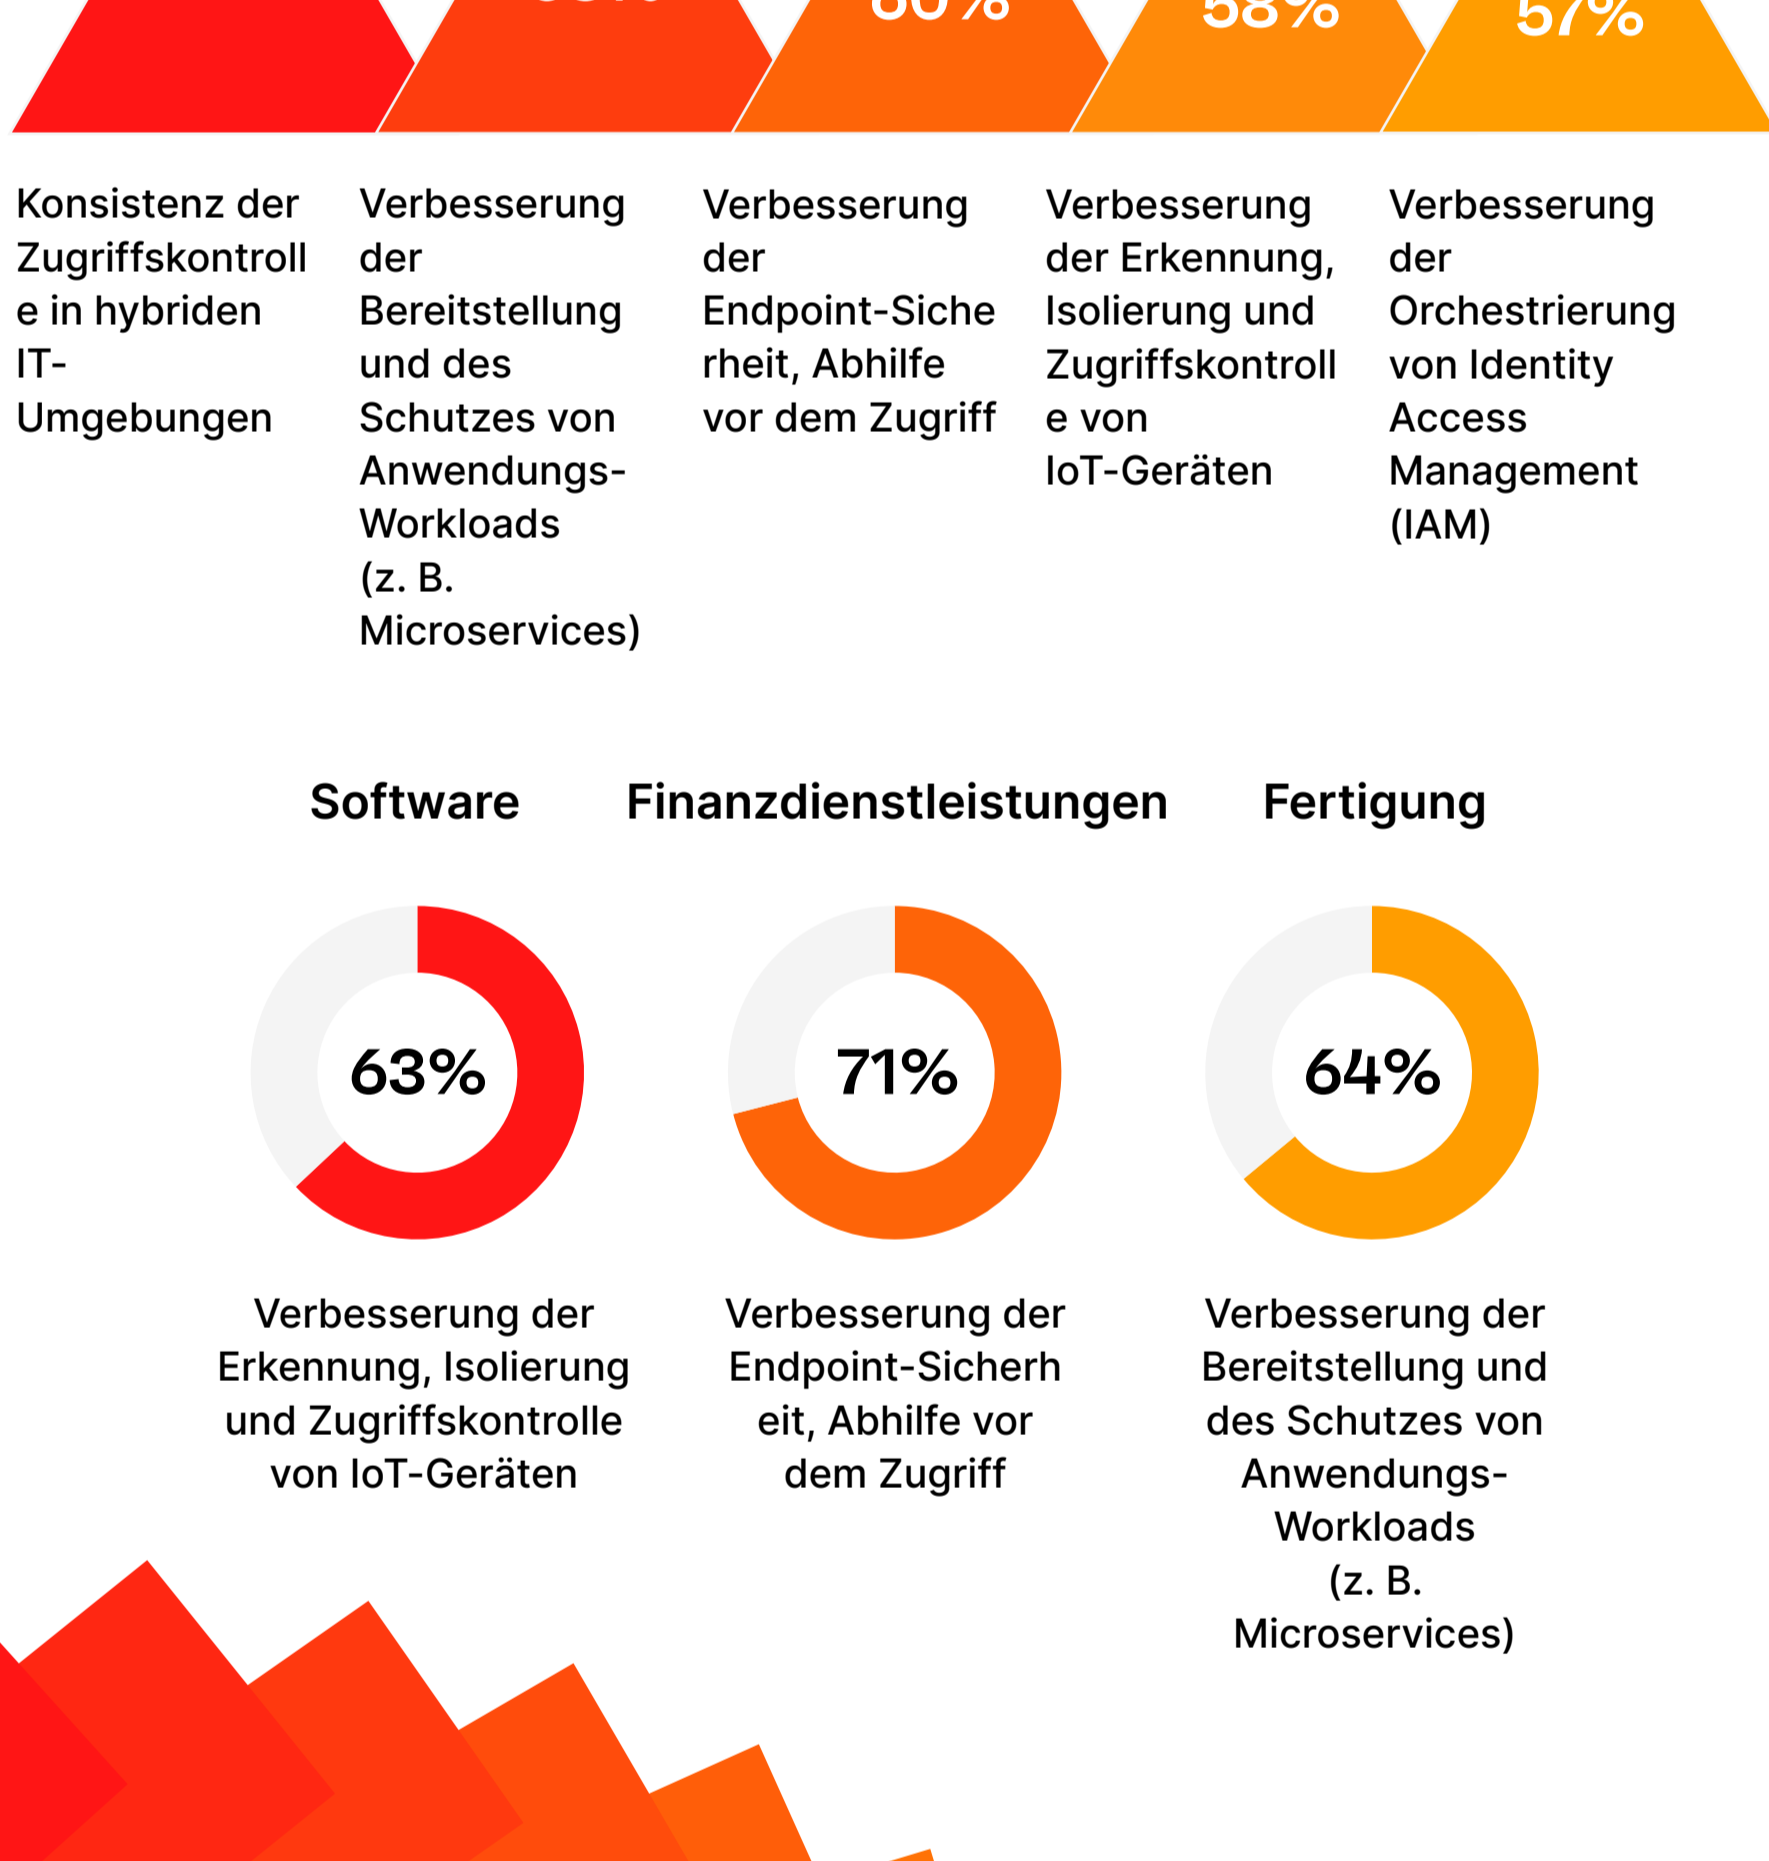 58%
57%
Konsistenz der
Zugriffskontroll
e in hybriden
IT-
Umgebungen
Verbesserung
der
Bereitstellung
und des
Schutzes von
Anwendungs-
Workloads
(z. B.
Microservices)
Verbesserung
der
Endpoint-Siche
rheit, Abhilfe
vor dem Zugriff
Verbesserung
der Erkennung,
Isolierung und
Zugriffskontroll
e von
IoT-Geräten
Verbesserung
der
Orchestrierung
von Identity
Access
Management
(IAM)
Software
63%
Verbesserung der
Erkennung, Isolierung
und Zugriffskontrolle
von IoT-Geräten
Finanzdienstleistungen
71%
Verbesserung der
Endpoint-Sicherh
eit, Abhilfe vor
dem Zugriff
Fertigung
64%
Verbesserung der
Bereitstellung und
des Schutzes von
Anwendungs-
Workloads
(z. B.
Microservices)